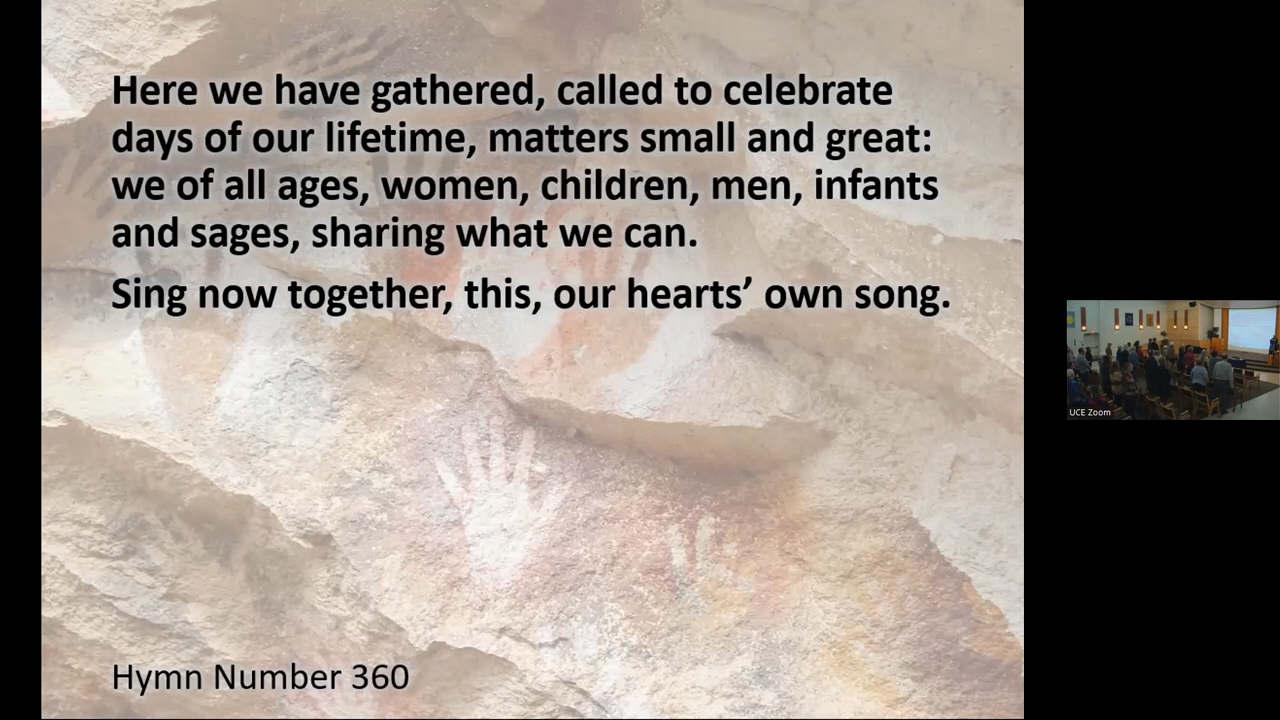 Here we have gathered, called to celebrate
days of our lifetime, matters small and great:
we of all ages, women, children, men, infants
and sages, sharing what we can.
Sing now together, this, our hearts’ own song.
Hymn Number 360
UCE Zoom